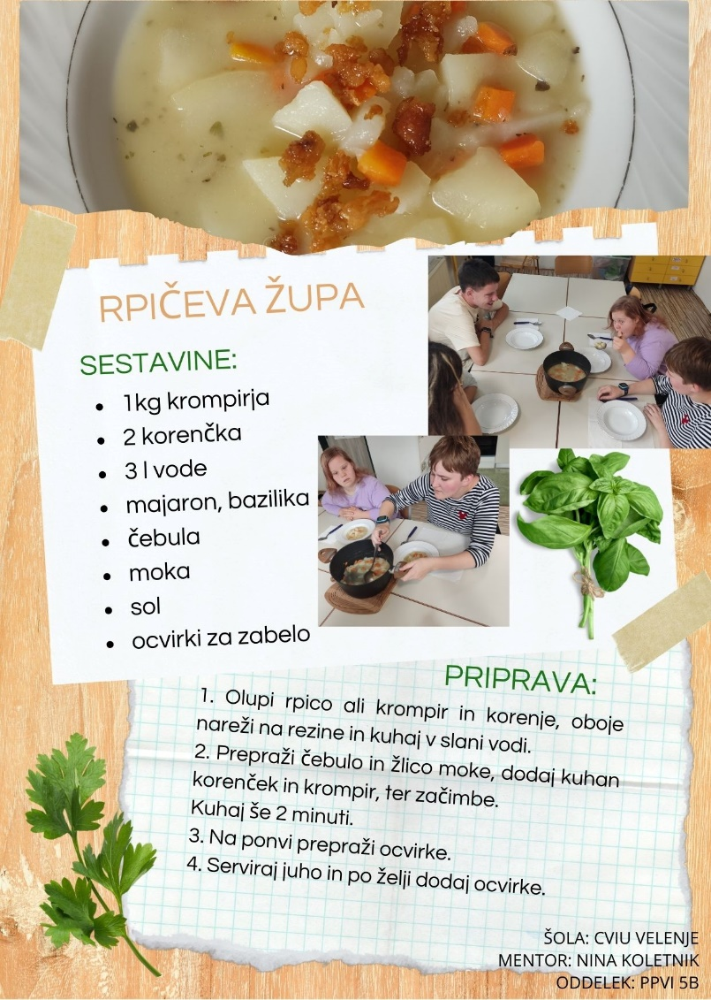 RPIČEVA ŽUPA
SESTAVINE:
• 1kg krompirja
• 2 korenčka
• 3 l vode
• majaron, bazilika
• čebula
• moka
• sol
• ocvirki za zabelo
PRIPRAVA:
1. Olupi rpico ali krompir in korenje, oboje
nareži na rezine in kuhaj v slani vodi.
2. Prepraži čebulo in žlico moke, dodaj kuhan
korenček in krompir, ter začimbe.
Kuhaj še 2 minuti.
3. Na ponvi prepraži ocvirke.
4. Serviraj juho in po želji dodaj ocvirke.
ŠOLA: CVIU VELENJE
MENTOR: NINA KOLETNIK
ODDELEK: PPVI 5B